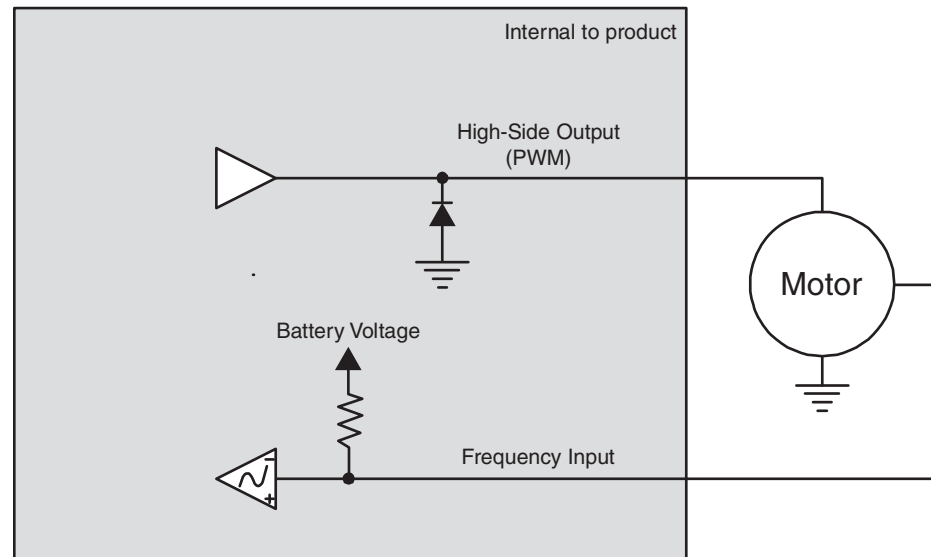 Internal to product
High-Side Output
(PWM)
Motor
Battery Voltage
Frequency Input
−
+